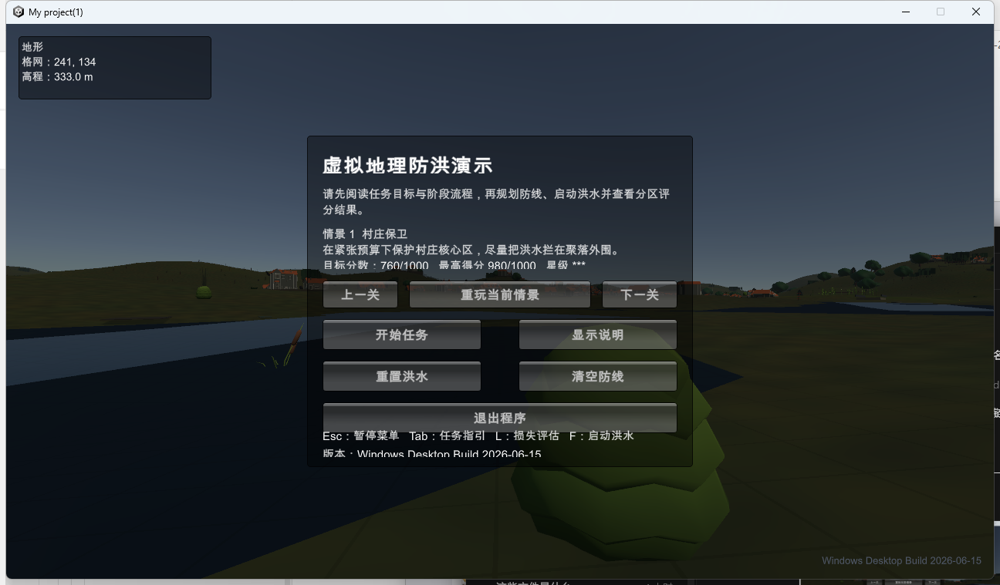 My project(1)
地形
格网：241, 134
高程：333.0 m
虚拟地理防洪演示
请先阅读任务目标与阶段流程，再规划防线、启动洪水并查看分区评
分结果。
情景 1 村庄保卫
在紧张预算下保护村庄核心区，尽量把洪水拦在聚落外围。
目标分数：760/1000 最高得分 980/1000 星级 ***
上一关 重玩当前情景 下一关
开始任务 显示说明
重置洪水 清空防线
退出程序
Esc：暂停菜单 Tab：任务指引 L：损失评估 F：启动洪水
版本：Windows Desktop Build 2026-06-15
Windows Desktop Build 2026-06-15